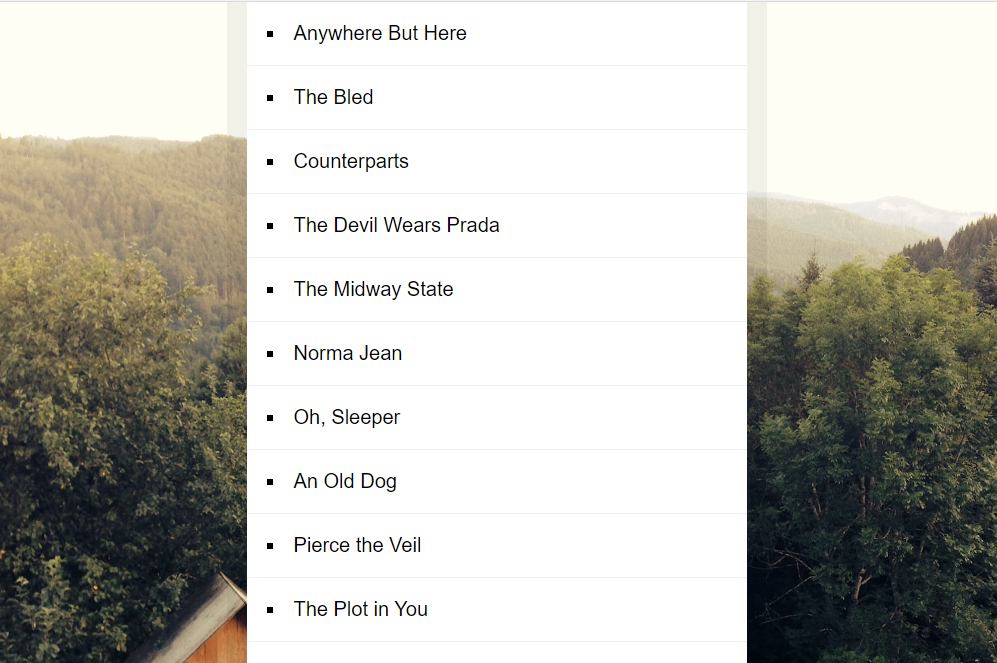 Anywhere But Here
The Bled
Counterparts
The Devil Wears Prada
The Midway State
Norma Jean
Oh, Sleeper
An Old Dog
Pierce the Veil
The Plot in You